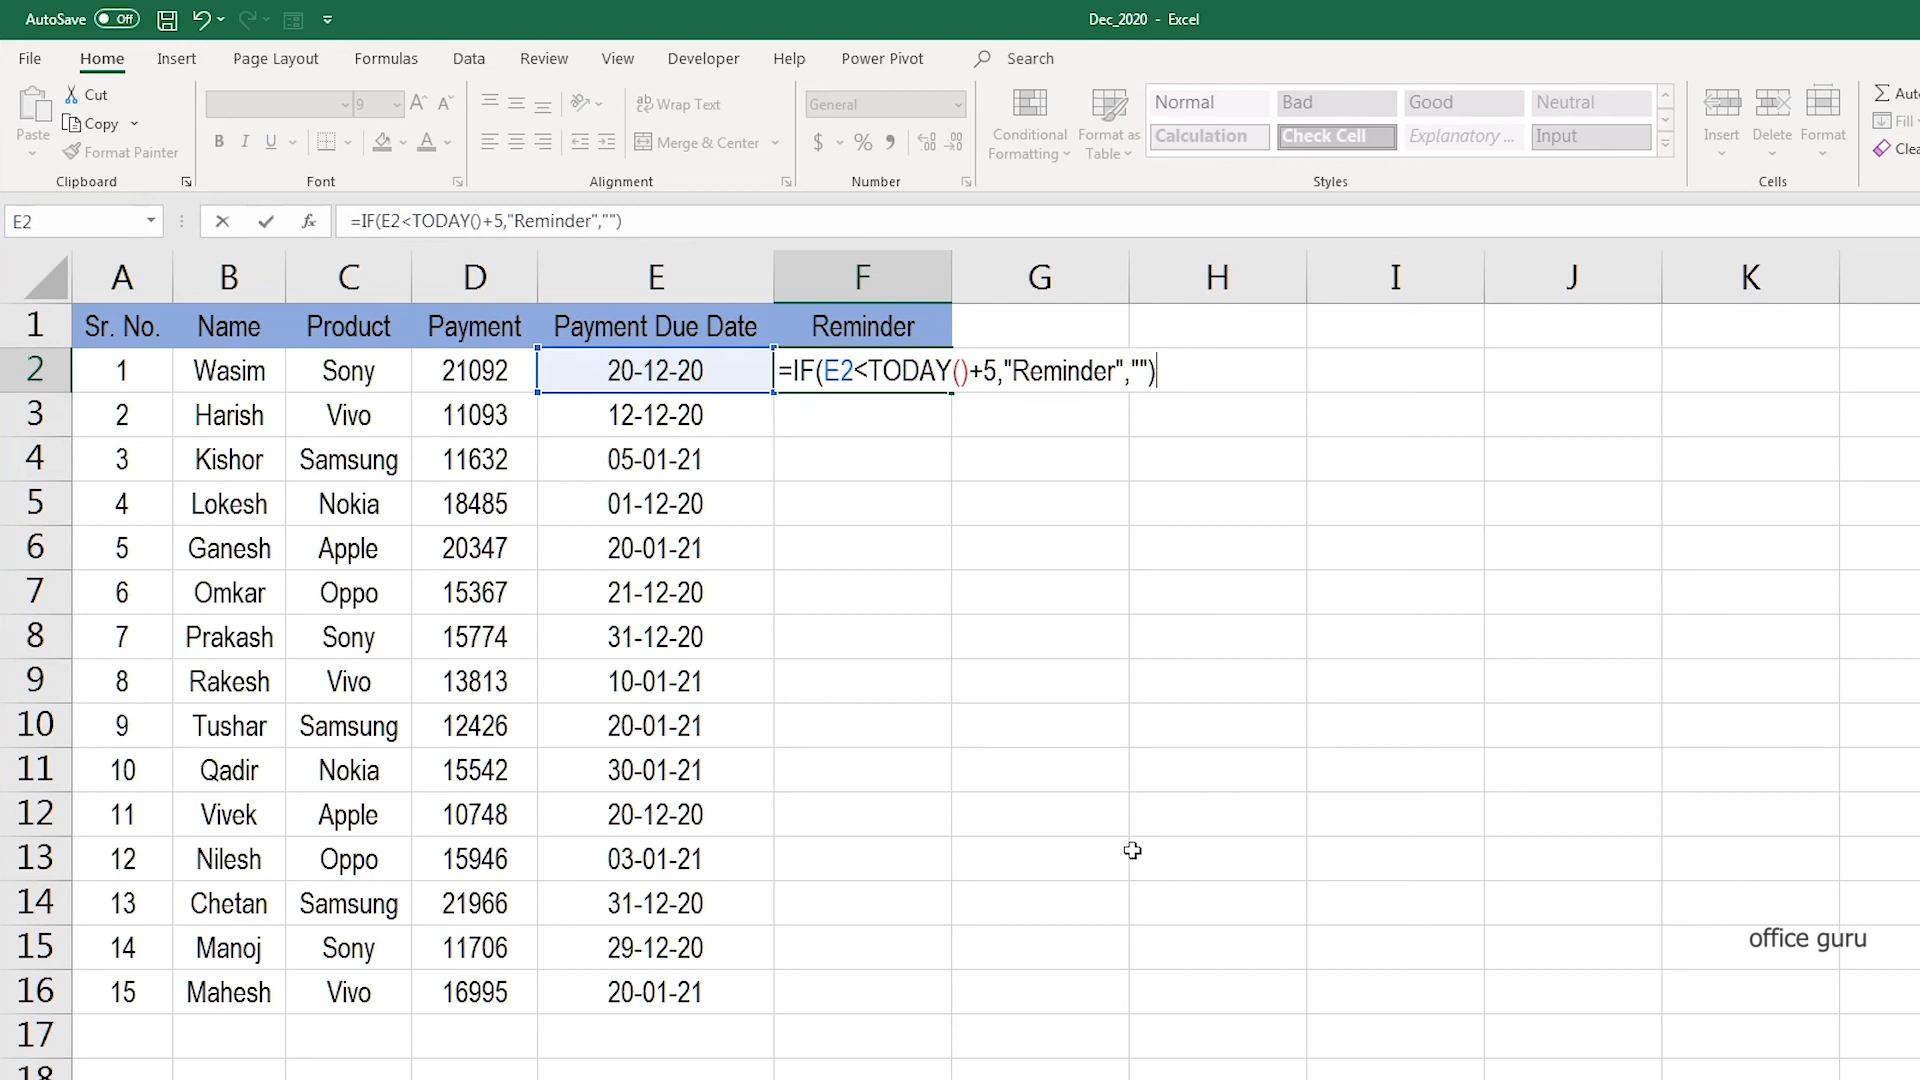 AutoSave Off
Dec_2020 - Excel
File Home Insert Page Layout Formulas Data Review View Developer Help Power Pivot Search
Paste
Cut
Copy
Format Painter
Clipboard
9
A A
B I U A
Font
ab Wrap Text
Merge & Center
Alignment
General
$ % 9
Number
Conditional Formatting
Format as Table
Normal Bad Good Neutral
Calculation Check Cell Explanatory ... Input
Styles
Insert Delete Format
Cells
Fill
E2 fx =IF(E2<TODAY()+5,"Reminder","")
A B C D E F G H I J K
1 Sr. No. Name Product Payment Payment Due Date Reminder
2 1 Wasim Sony 21092 20-12-20 =IF(E2<TODAY()+5,"Reminder","")
3 2 Harish Vivo 11093 12-12-20
4 3 Kishor Samsung 11632 05-01-21
5 4 Lokesh Nokia 18485 01-12-20
6 5 Ganesh Apple 20347 20-01-21
7 6 Omkar Oppo 15367 21-12-20
8 7 Prakash Sony 15774 31-12-20
9 8 Rakesh Vivo 13813 10-01-21
10 9 Tushar Samsung 12426 20-01-21
11 10 Qadir Nokia 15542 30-01-21
12 11 Vivek Apple 10748 20-12-20
13 12 Nilesh Oppo 15946 03-01-21
14 13 Chetan Samsung 21966 31-12-20
15 14 Manoj Sony 11706 29-12-20
16 15 Mahesh Vivo 16995 20-01-21
17
18
office guru